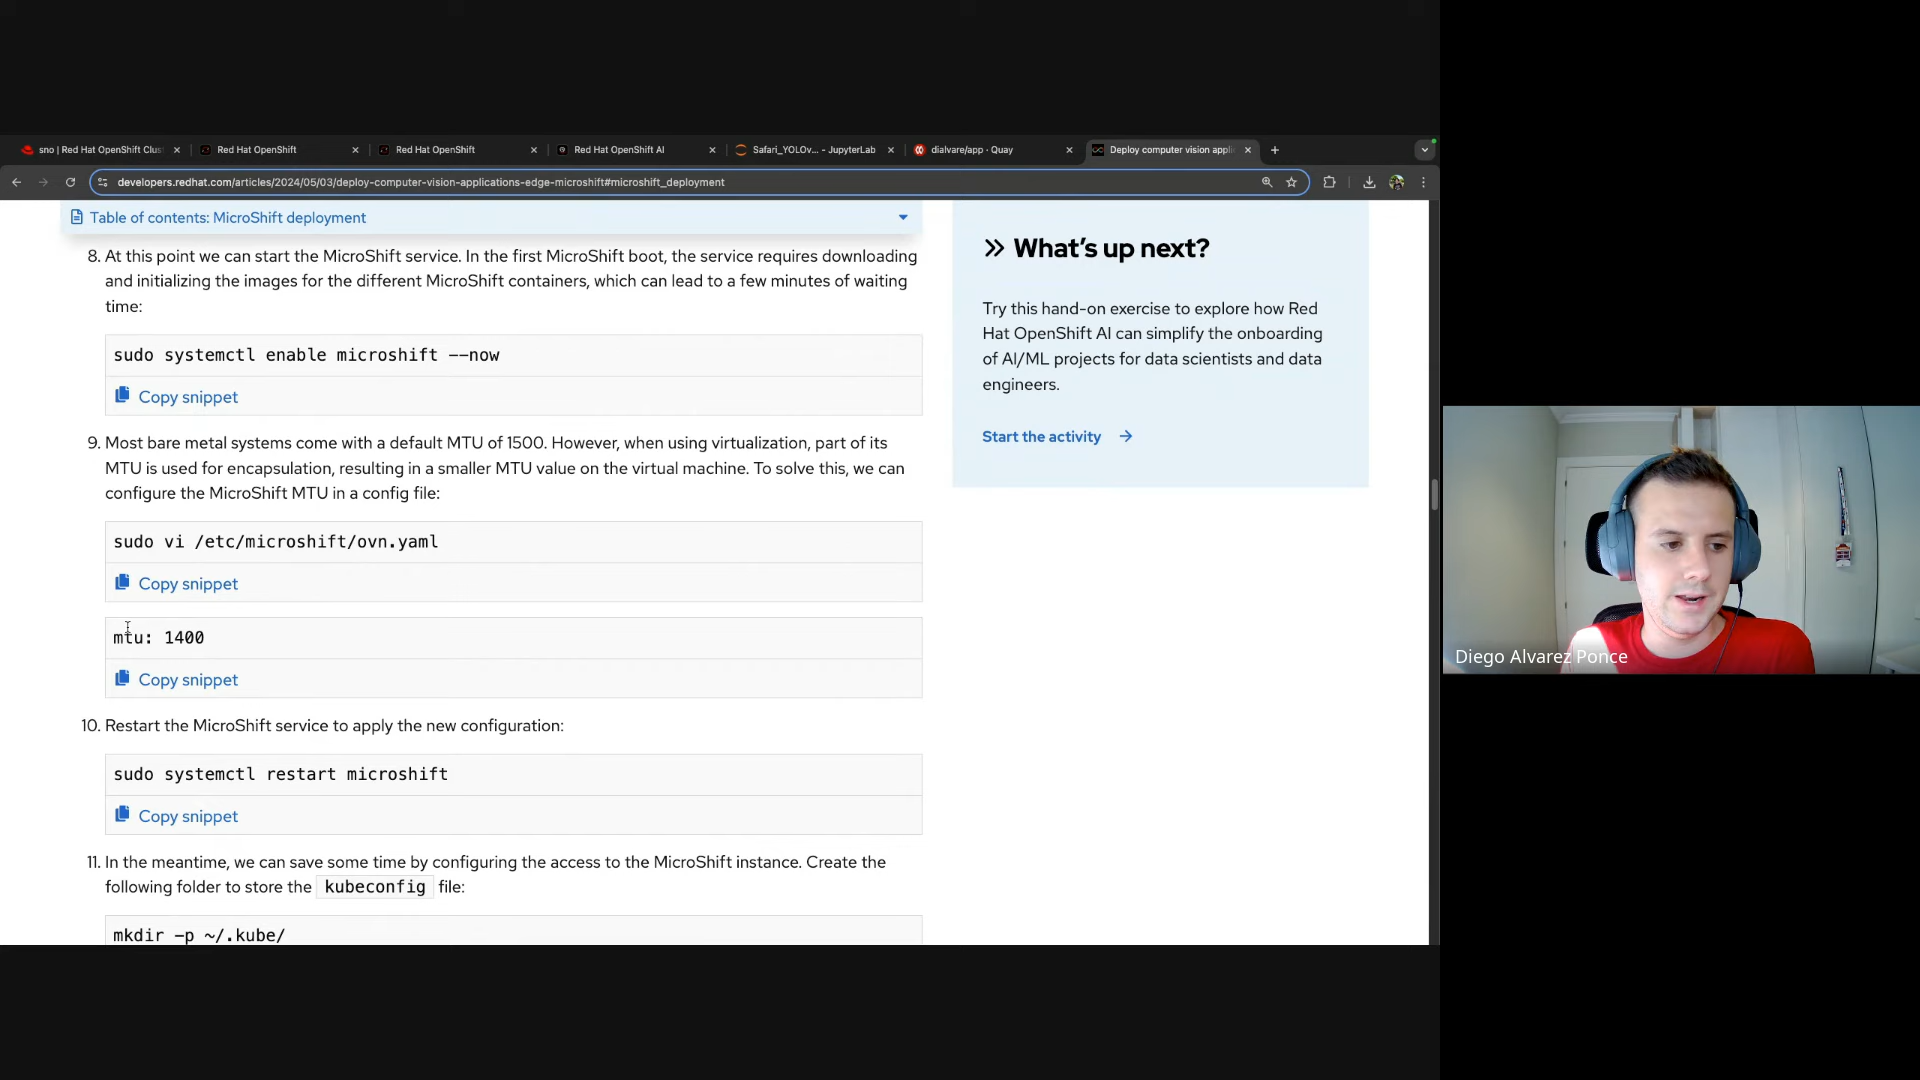 sno | Red Hat OpenShift Clus
Red Hat OpenShift
Red Hat OpenShift
Red Hat OpenShift AI
Safari_YOLOv... - JupyterLab
dialvare/app · Quay
Deploy computer vision appli
developers.redhat.com/articles/2024/05/03/deploy-computer-vision-applications-edge-microshift#microshift_deployment
Table of contents: MicroShift deployment
8. At this point we can start the MicroShift service. In the first MicroShift boot, the service requires downloading
and initializing the images for the different MicroShift containers, which can lead to a few minutes of waiting
time:
sudo systemctl enable microshift --now
Copy snippet
9. Most bare metal systems come with a default MTU of 1500. However, when using virtualization, part of its
MTU is used for encapsulation, resulting in a smaller MTU value on the virtual machine. To solve this, we can
configure the MicroShift MTU in a config file:
sudo vi /etc/microshift/ovn.yaml
Copy snippet
mtu: 1400
Copy snippet
10. Restart the MicroShift service to apply the new configuration:
sudo systemctl restart microshift
Copy snippet
11. In the meantime, we can save some time by configuring the access to the MicroShift instance. Create the
following folder to store the kubeconfig file:
mkdir -p ~/.kube/
What's up next?
Try this hand-on exercise to explore how Red
Hat OpenShift AI can simplify the onboarding
of AI/ML projects for data scientists and data
engineers.
Start the activity
Diego Alvarez Ponce